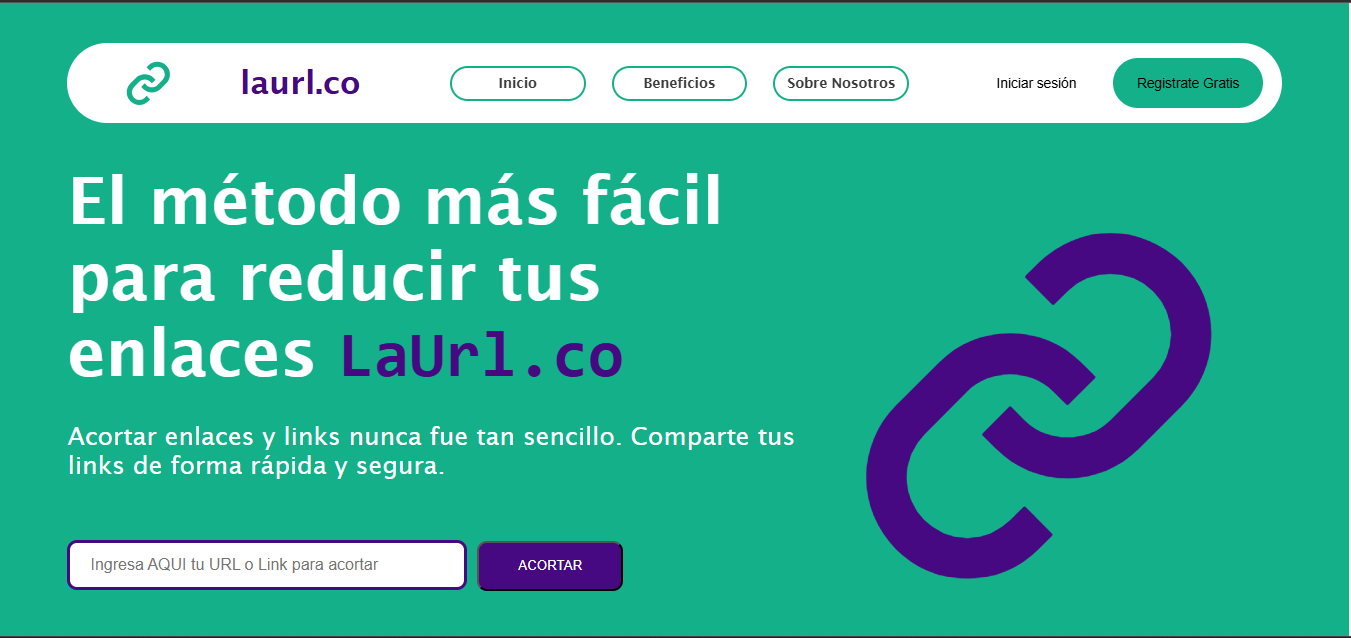 laurl.co
Inicio
Beneficios
Sobre Nosotros
Iniciar sesión
Registrate Gratis
El método más fácil
para reducir tus
enlaces LaUrl.co
Acortar enlaces y links nunca fue tan sencillo. Comparte tus
links de forma rápida y segura.
Ingresa AQUI tu URL o Link para acortar
ACORTAR